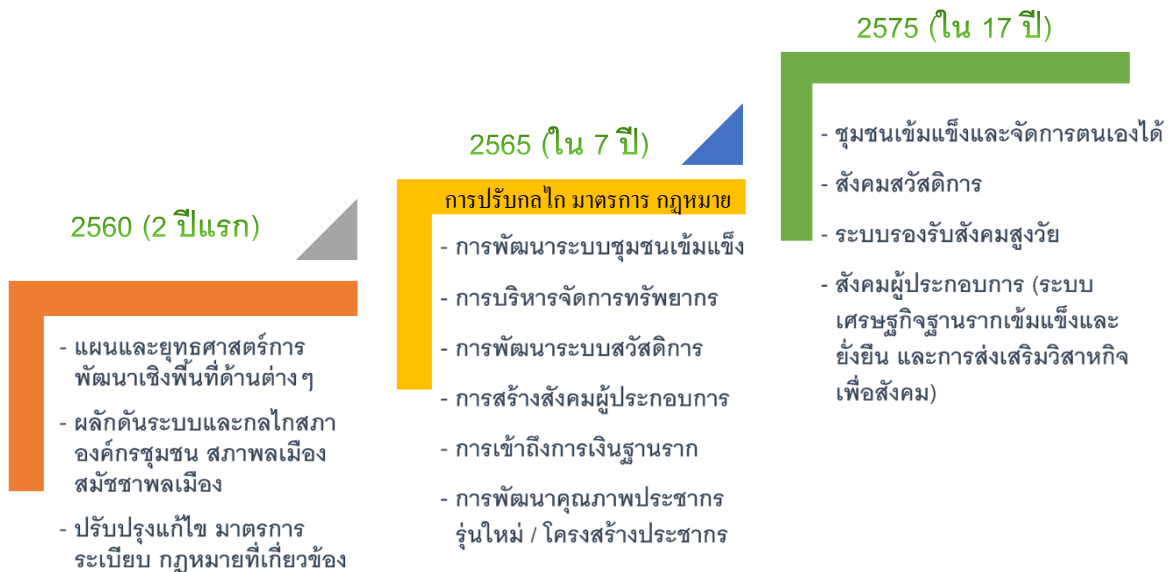 2560 (2 ปีแรก)
- แผนและยุทธศาสตร์การ
พัฒนาเชิงพื้นที่ด้านต่างๆ
- ผลักดันระบบและกลไกสภา
องค์กรชุมชน สภาพลเมือง
สมัชชาพลเมือง
- ปรับปรุงแก้ไข มาตรการ
ระเบียบ กฎหมายที่เกี่ยวข้อง
2565 (ใน 7 ปี)
การปรับกลไก มาตรการ กฎหมาย
- การพัฒนาระบบชุมชนเข้มแข็ง
- การบริหารจัดการทรัพยากร
- การพัฒนาระบบสวัสดิการ
- การสร้างสังคมผู้ประกอบการ
- การเข้าถึงการเงินฐานราก
- การพัฒนาคุณภาพประชากร
รุ่นใหม่ / โครงสร้างประชากร
2575 (ใน 17 ปี)
- ชุมชนเข้มแข็งและจัดการตนเองได้
- สังคมสวัสดิการ
- ระบบรองรับสังคมสูงวัย
- สังคมผู้ประกอบการ (ระบบ
เศรษฐกิจฐานรากเข้มแข็งและ
ยั่งยืน และการส่งเสริมวิสาหกิจ
เพื่อสังคม)